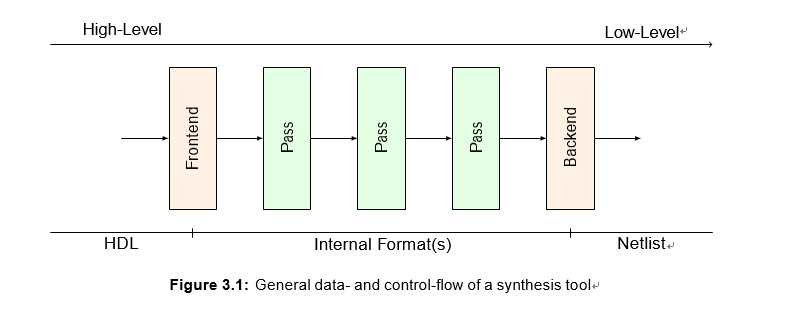 High-Level
Low-Level
Frontend
Pass
Pass
Pass
Backend
HDL
Internal Format(s)
Netlist
Figure 3.1: General data- and control-flow of a synthesis tool